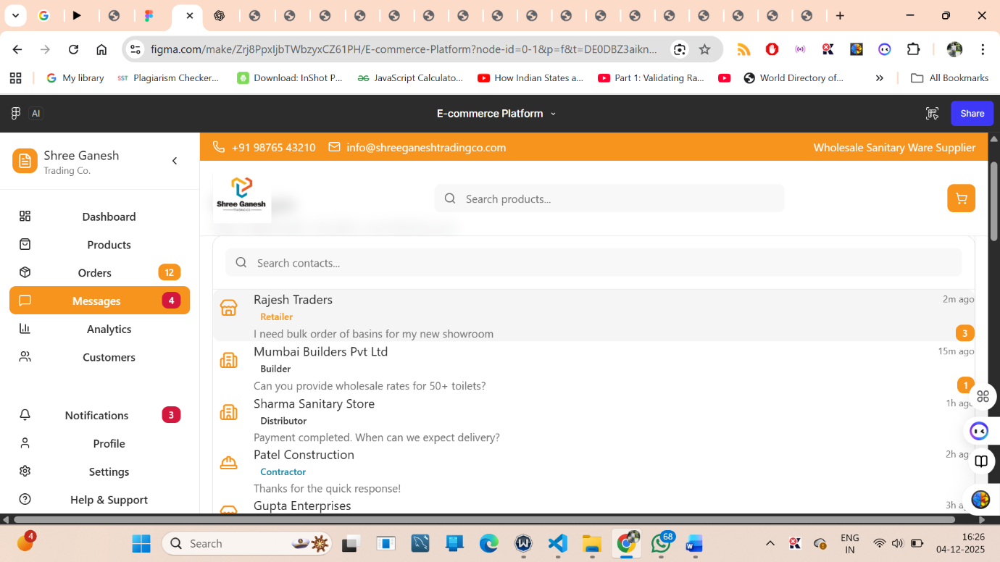 figma.com/make/Zrj8PpxIjbTWbzyxCZ61PH/E-commerce-Platform?node-id=0-1&p=f&t=DE0DBZ3aikn...
My library
SST Plagiarism Checker...
Download: InShot P...
JavaScript Calculato...
How Indian States a...
Part 1: Validating Ra...
World Directory of...
All Bookmarks
AI
E-commerce Platform
Share
Shree Ganesh
Trading Co.
+91 98765 43210
info@shreeganeshtradingco.com
Wholesale Sanitary Ware Supplier
Shree Ganesh
TRADING CO
Search products...
Dashboard
Products
Orders 12
Messages 4
Analytics
Customers
Notifications 3
Profile
Settings
Help & Support
Search contacts...
Rajesh Traders 2m ago
Retailer
I need bulk order of basins for my new showroom 3
Mumbai Builders Pvt Ltd 15m ago
Builder
Can you provide wholesale rates for 50+ toilets? 1
Sharma Sanitary Store 1h ago
Distributor
Payment completed. When can we expect delivery?
Patel Construction 2h ag
Contractor
Thanks for the quick response!
Gupta Enterprises 3h a
4
Search
68
ENG
IN
16:26
04-12-2025